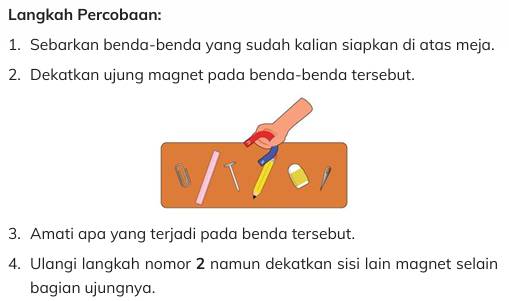 Langkah Percobaan:
1. Sebarkan benda-benda yang sudah kalian siapkan di atas meja.
2. Dekatkan ujung magnet pada benda-benda tersebut.
3. Amati apa yang terjadi pada benda tersebut.
4. Ulangi langkah nomor 2 namun dekatkan sisi lain magnet selain
bagian ujungnya.